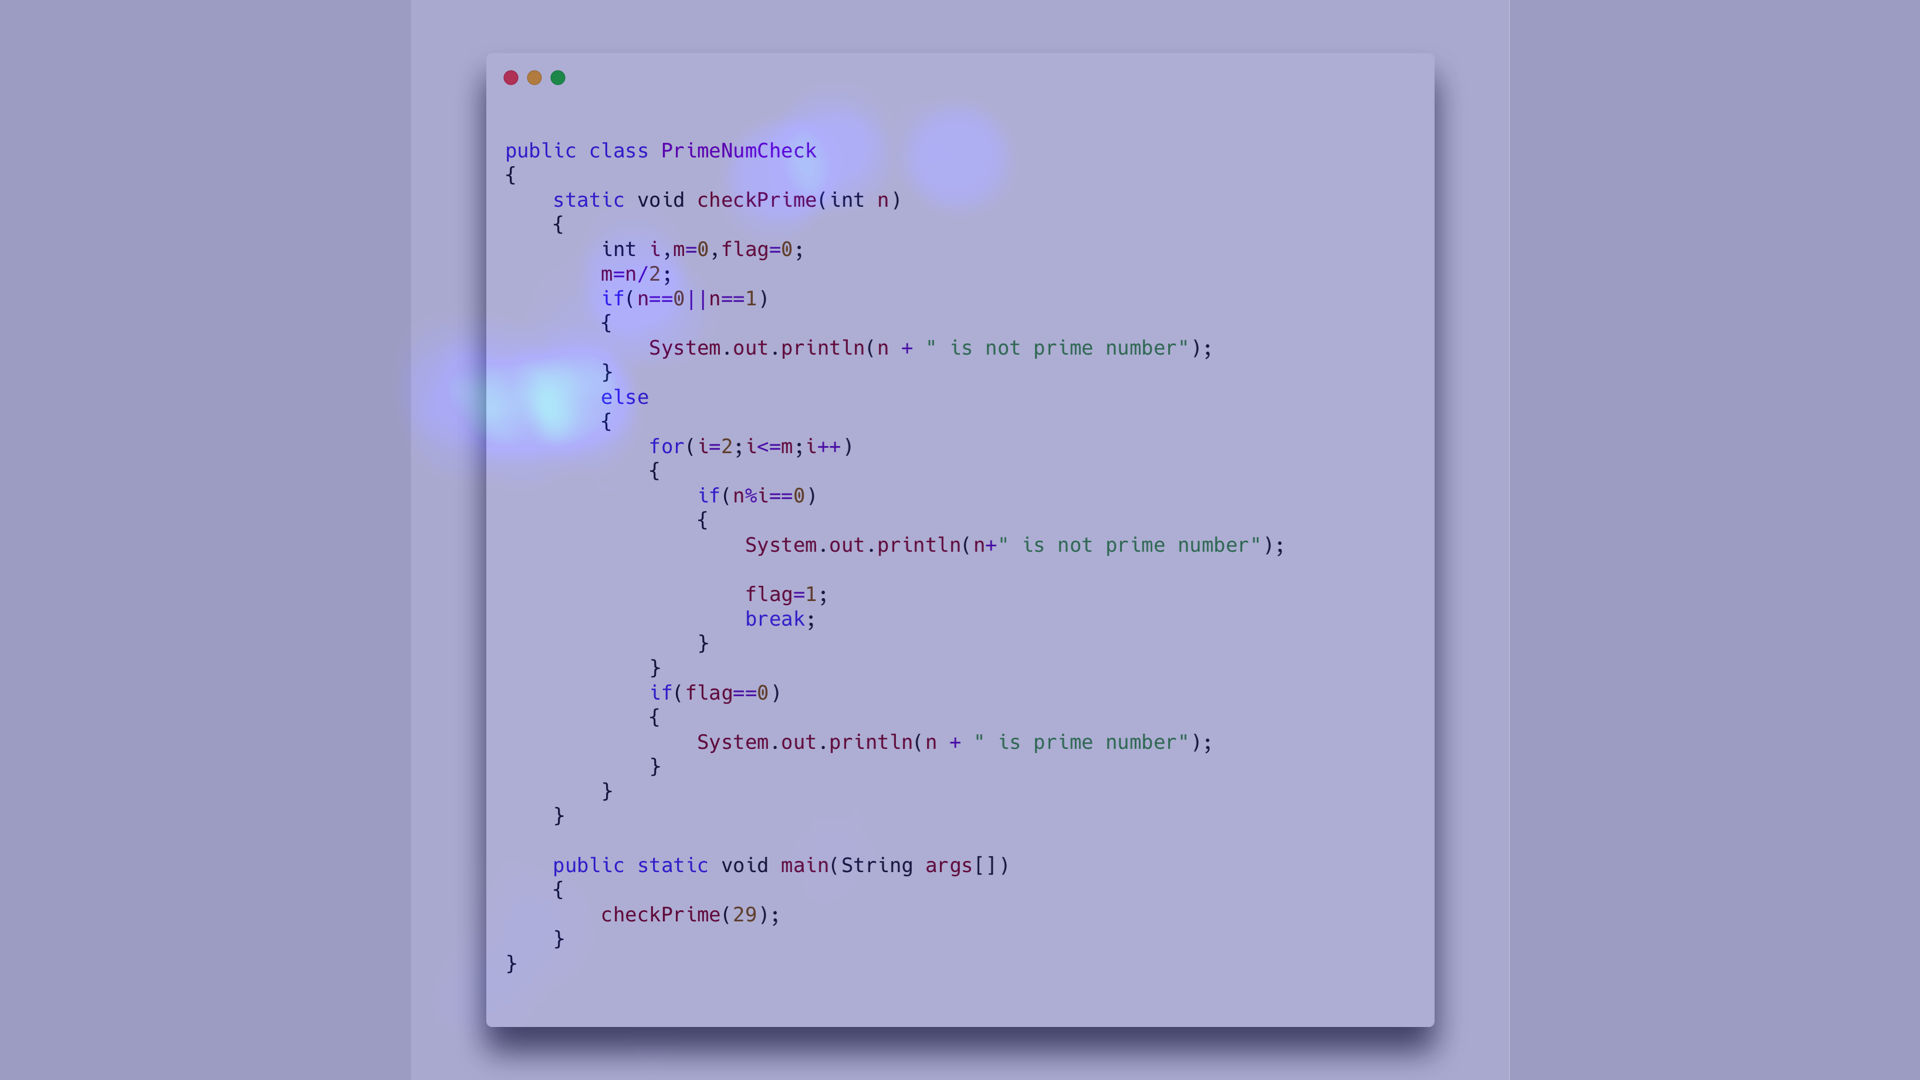 public class PrimeNumCheck
{
    static void checkPrime(int n)
    {
        int i,m=0,flag=0;
        m=n/2;
        if(n==0||n==1)
        {
            System.out.println(n + " is not prime number");
        }
        else
        {
            for(i=2;i<=m;i++)
            {
                if(n%i==0)
                {
                    System.out.println(n+" is not prime number");

                    flag=1;
                    break;
                }
            }
            if(flag==0)
            {
                System.out.println(n + " is prime number");
            }
        }
    }

    public static void main(String args[])
    {
        checkPrime(29);
    }
}